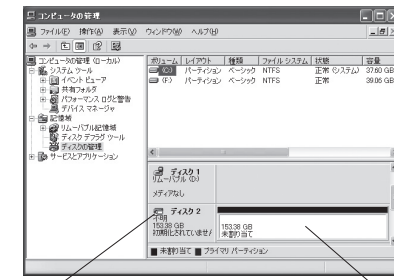 コンピュータの管理
ファイル(F) 操作(A) 表示(V) ウィンドウ(W) ヘルプ(H)
コンピュータの管理 (ローカル)
システム ツール
イベント ビューア
共有フォルダ
パフォーマンス ログと警告
デバイス マネージャ
記憶域
リムーバブル記憶域
ディスク デフラグ ツール
ディスクの管理
サービスとアプリケーション
ボリューム レイアウト 種類 ファイル システム 状態 容量
(C:) パーティション ベーシック NTFS 正常 (システム) 37.60 GB
(F:) パーティション ベーシック NTFS 正常 39.06 GB
ディスク 1
リムーバブル (D:)
メディアなし
ディスク 2
不明
153.38 GB
初期化されていませ/
153.38 GB
未割り当て
未割り当て プライマリ パーティション